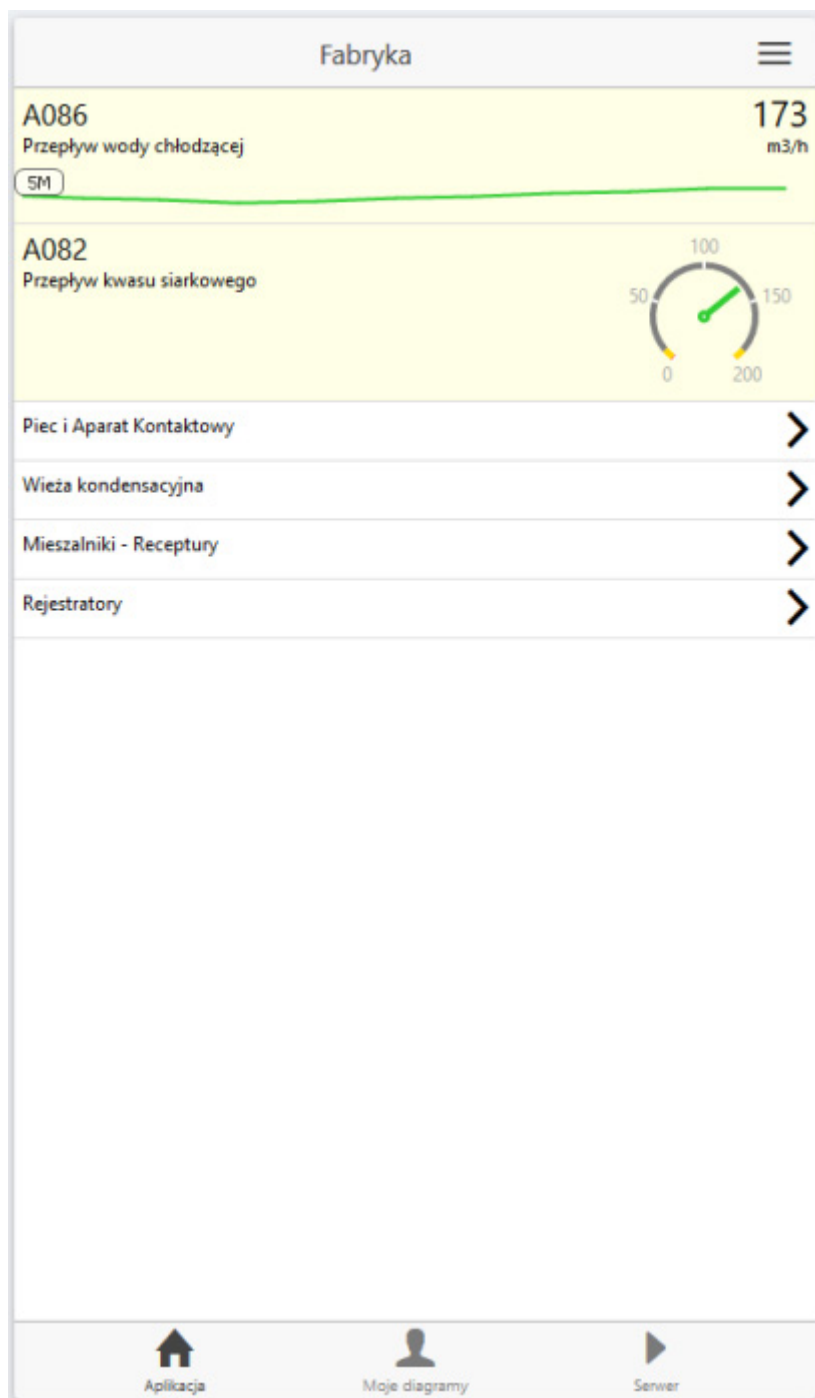 Fabryka
A086
173
Przepływ wody chłodzącej
m3/h
5M
A082
Przepływ kwasu siarkowego
100
50
150
0
200
Piec i Aparat Kontaktowy
Wieża kondensacyjna
Mieszalniki - Receptury
Rejestratory
Aplikacja
Moje diagramy
Serwer